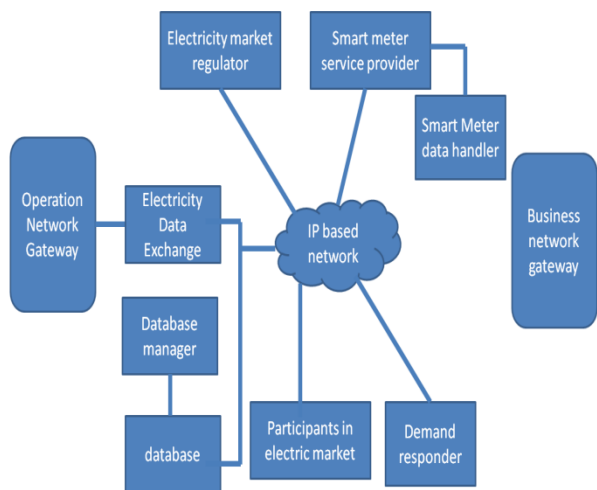 Electricity market
regulator
Smart meter
service provider
Smart Meter
data handler
Operation
Network
Gateway
Electricity
Data
Exchange
IP based
network
Business
network
gateway
Database
manager
database
Participants in
electric market
Demand
responder